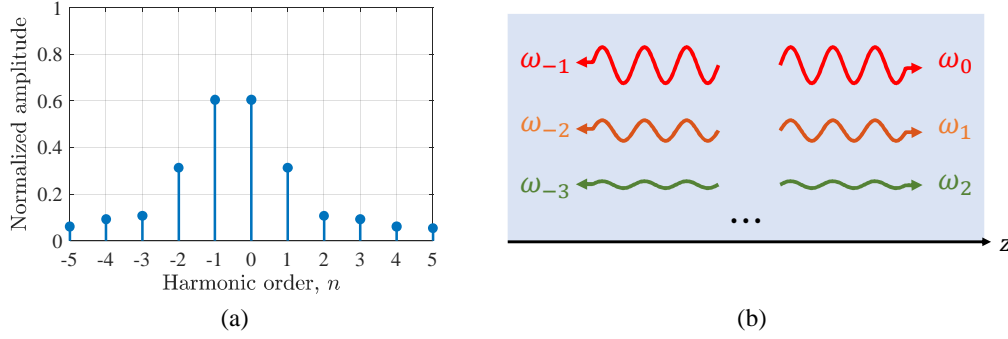 1
0.8
0.6
0.4
0.2
0
Normalized amplitude
-5 -4 -3 -2 -1 0 1 2 3 4 5
Harmonic order, n
(a)
ω₋₁ ω₀
ω₋₂ ω₁
ω₋₃ ω₂
...
z
(b)